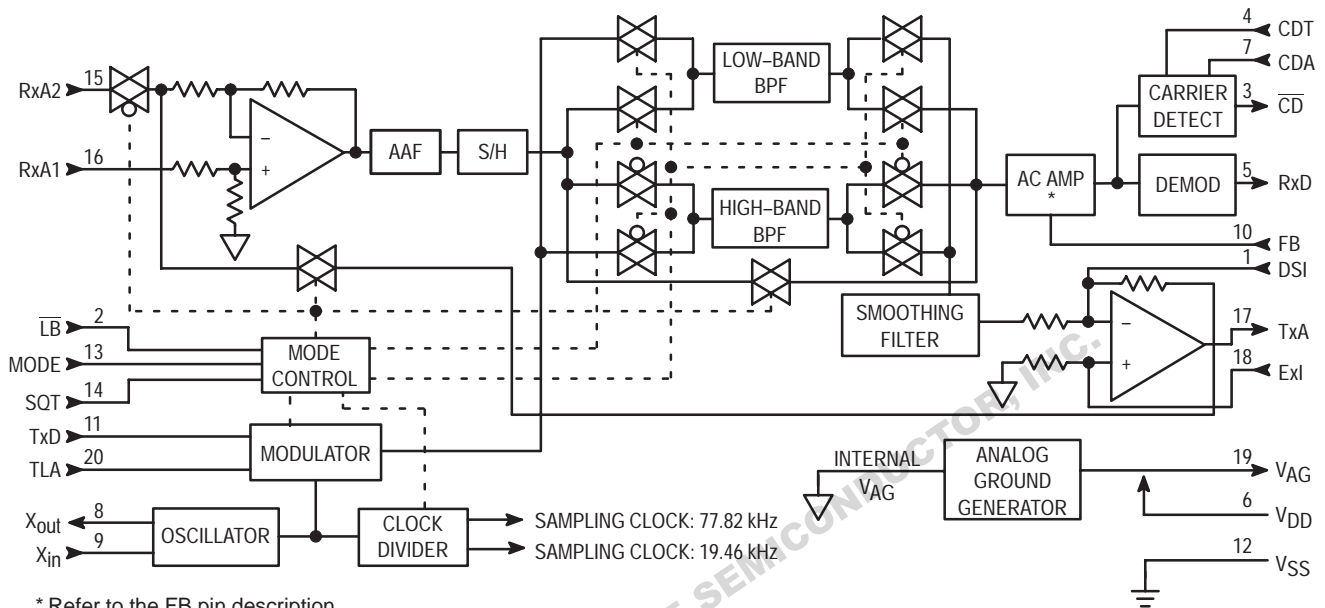 RxA2
15
RxA1
16
−
+
AAF
S/H
LOW–BAND
BPF
HIGH–BAND
BPF
AC AMP
*
CARRIER
DETECT
DEMOD
4
CDT
7
CDA
3
CD
5
RxD
10
FB
1
DSI
17
TxA
18
ExI
SMOOTHING
FILTER
−
+
LB
2
MODE
13
SQT
14
TxD
11
TLA
20
MODE
CONTROL
MODULATOR
Xout
8
Xin
9
OSCILLATOR
CLOCK
DIVIDER
SAMPLING CLOCK: 77.82 kHz
SAMPLING CLOCK: 19.46 kHz
INTERNAL
VAG
ANALOG
GROUND
GENERATOR
19
VAG
6
VDD
12
VSS
SEMICONDUCTOR, INC.
* Refer to the FB pin description